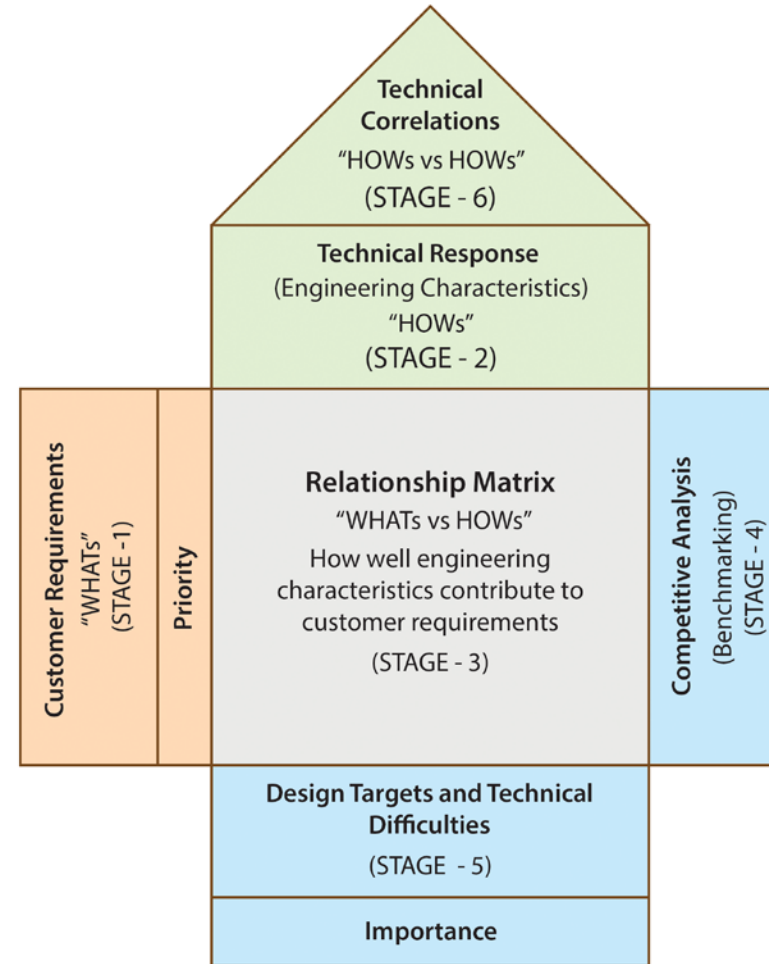 Technical
Correlations
“HOWs vs HOWs”
(STAGE - 6)
Technical Response
(Engineering Characteristics)
“HOWs”
(STAGE - 2)
Customer Requirements
“WHATs”
(STAGE -1)
Priority
Relationship Matrix
“WHATs vs HOWs”
How well engineering
characteristics contribute to
customer requirements
(STAGE - 3)
Competitive Analysis
(Benchmarking)
(STAGE - 4)
Design Targets and Technical
Difficulties
(STAGE - 5)
Importance